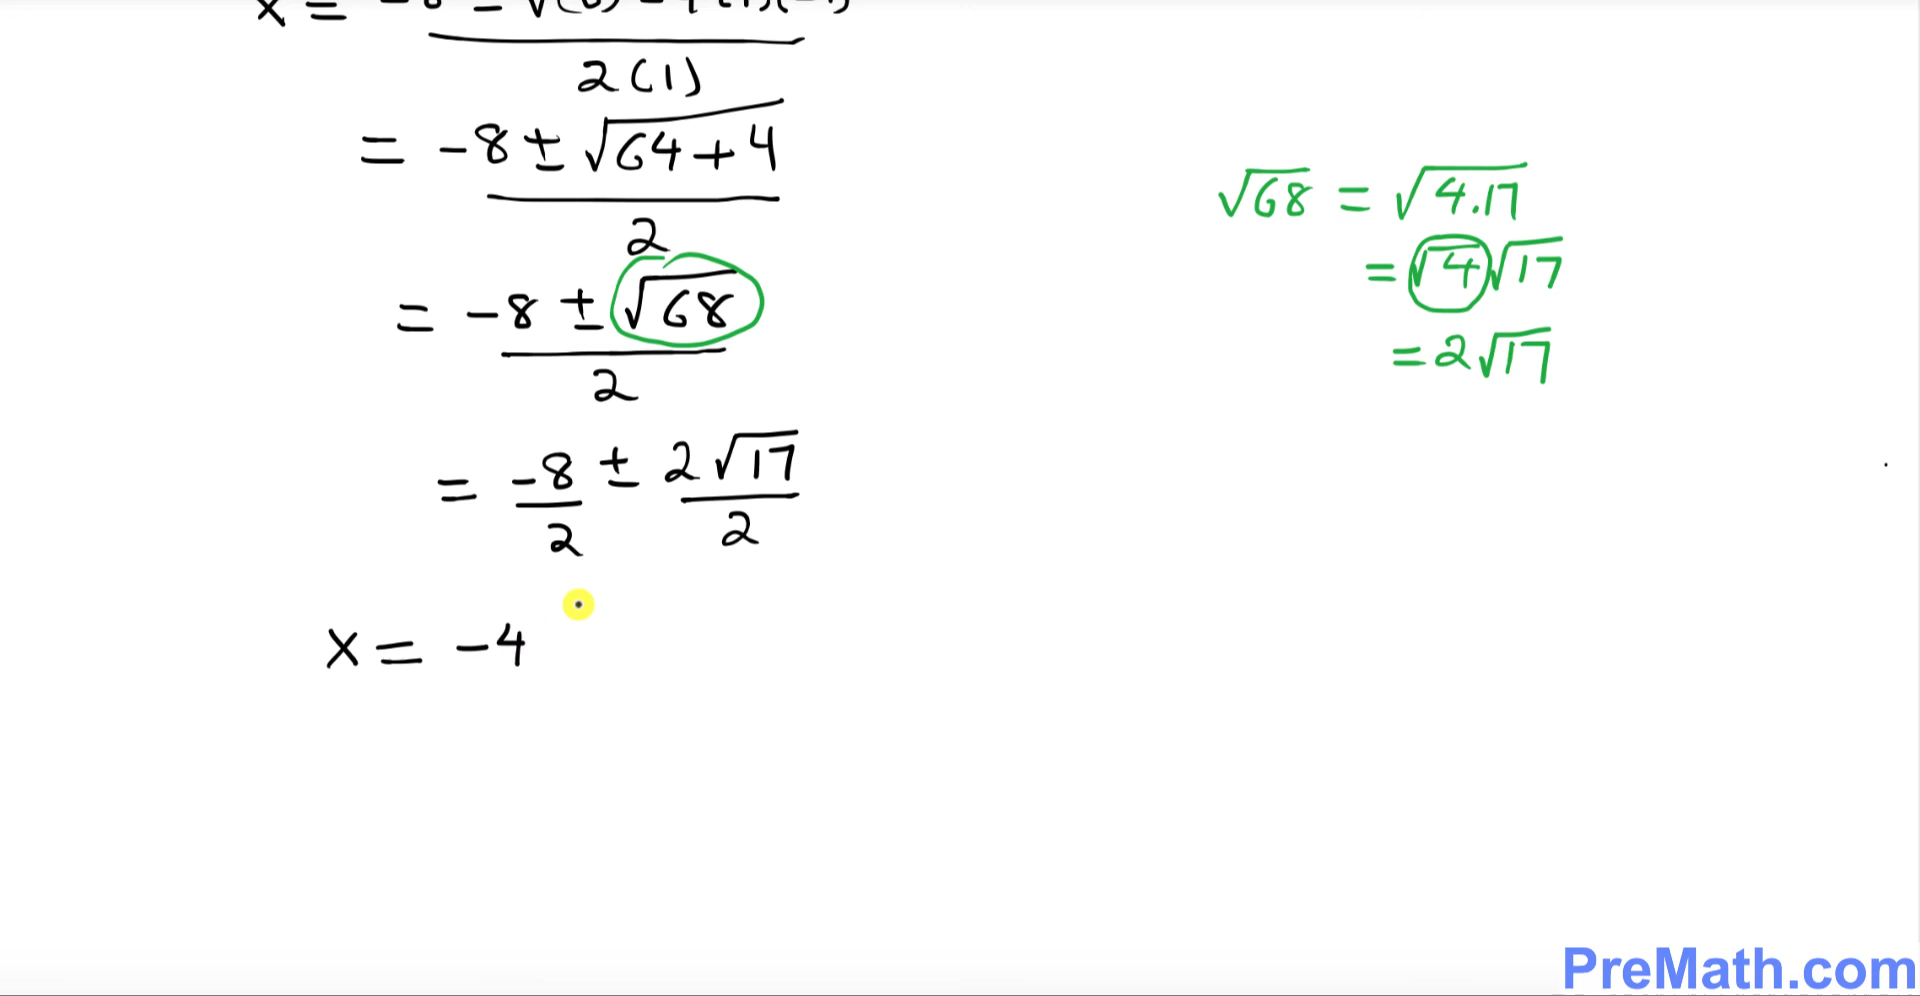 2(1)
= -8 ± √64+4
2
= -8 ± √68
2
= -8 ± 2√17
2 2
x = -4
√68 = √4.17
= √4 √17
= 2√17
PreMath.com